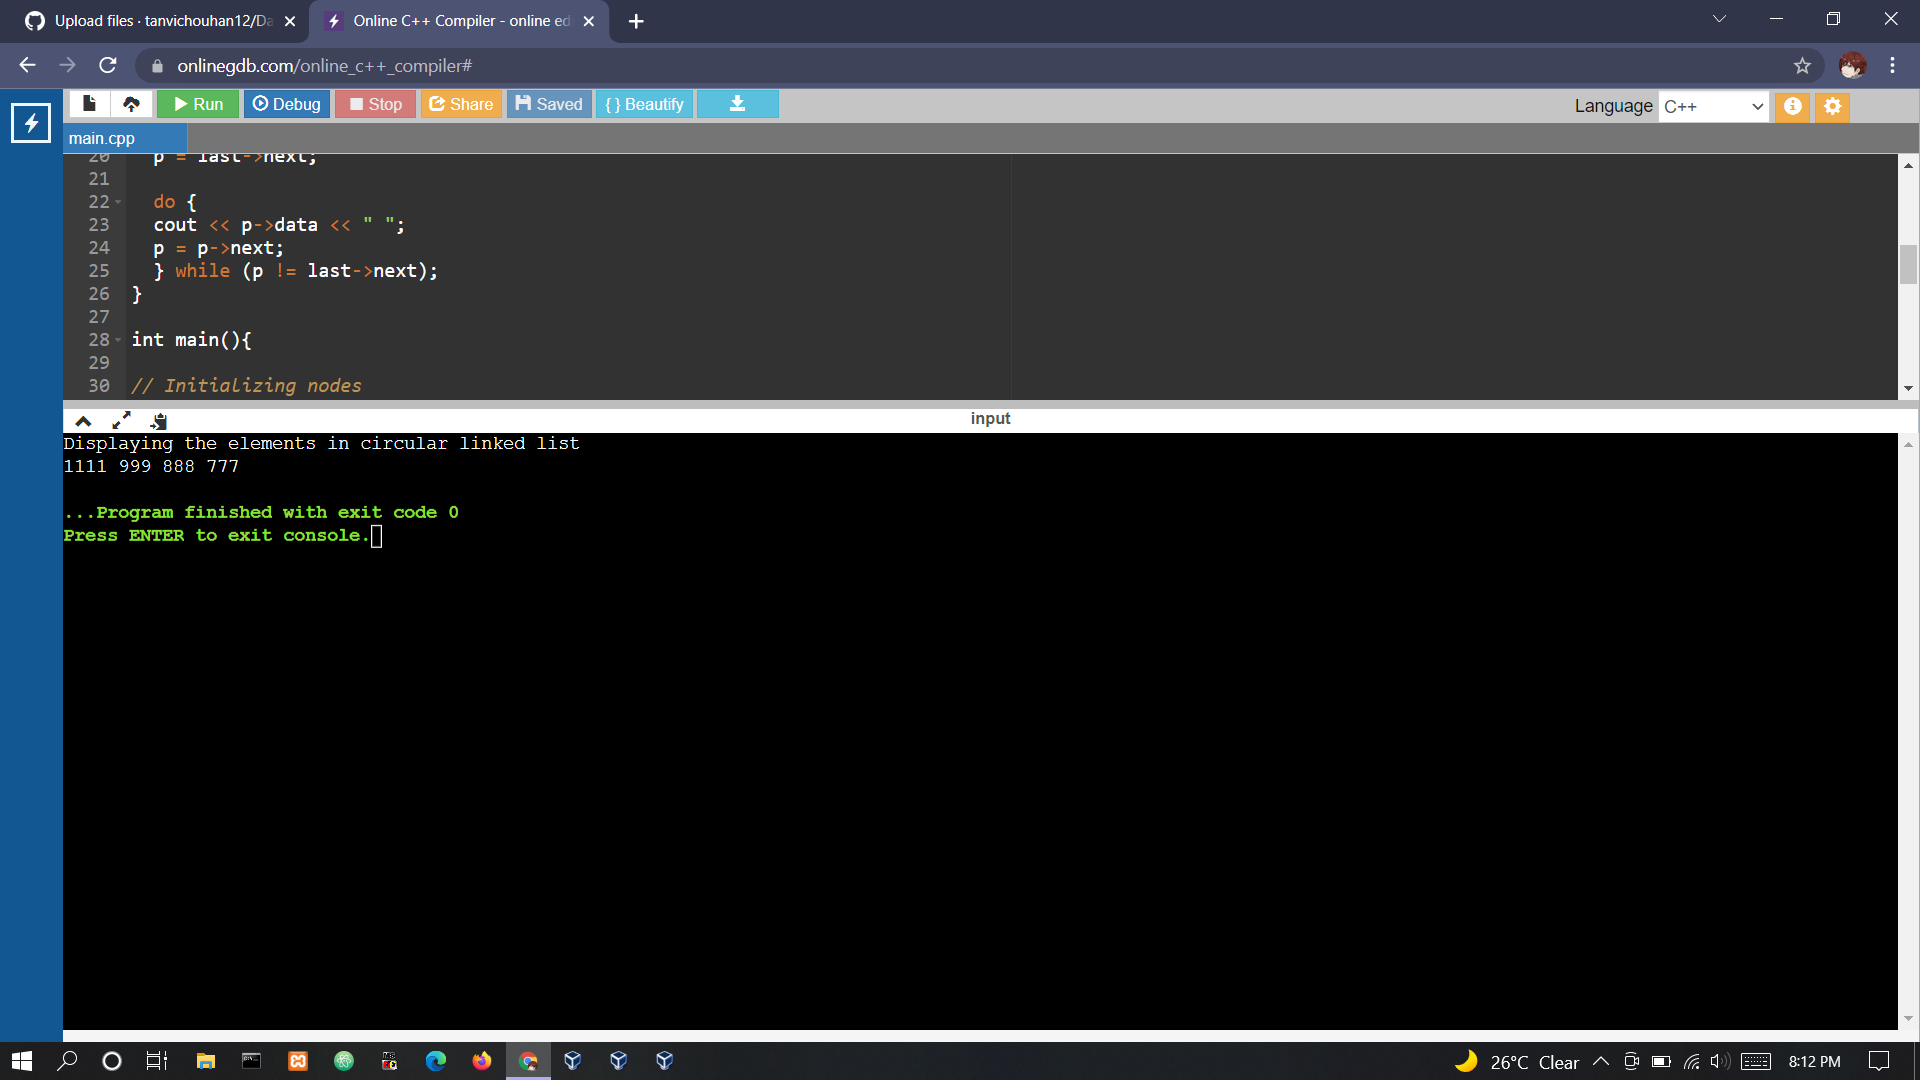 Upload files · tanvichouhan12/Da
Online C++ Compiler - online ed
onlinegdb.com/online_c++_compiler#
Run Debug Stop Share Saved { } Beautify
Language C++
main.cpp
20 p = last->next;
21
22 do {
23 cout << p->data << " ";
24 p = p->next;
25 } while (p != last->next);
26 }
27
28 int main(){
29
30 // Initializing nodes
input
Displaying the elements in circular linked list
1111 999 888 777
...Program finished with exit code 0
Press ENTER to exit console.
26°C Clear
8:12 PM